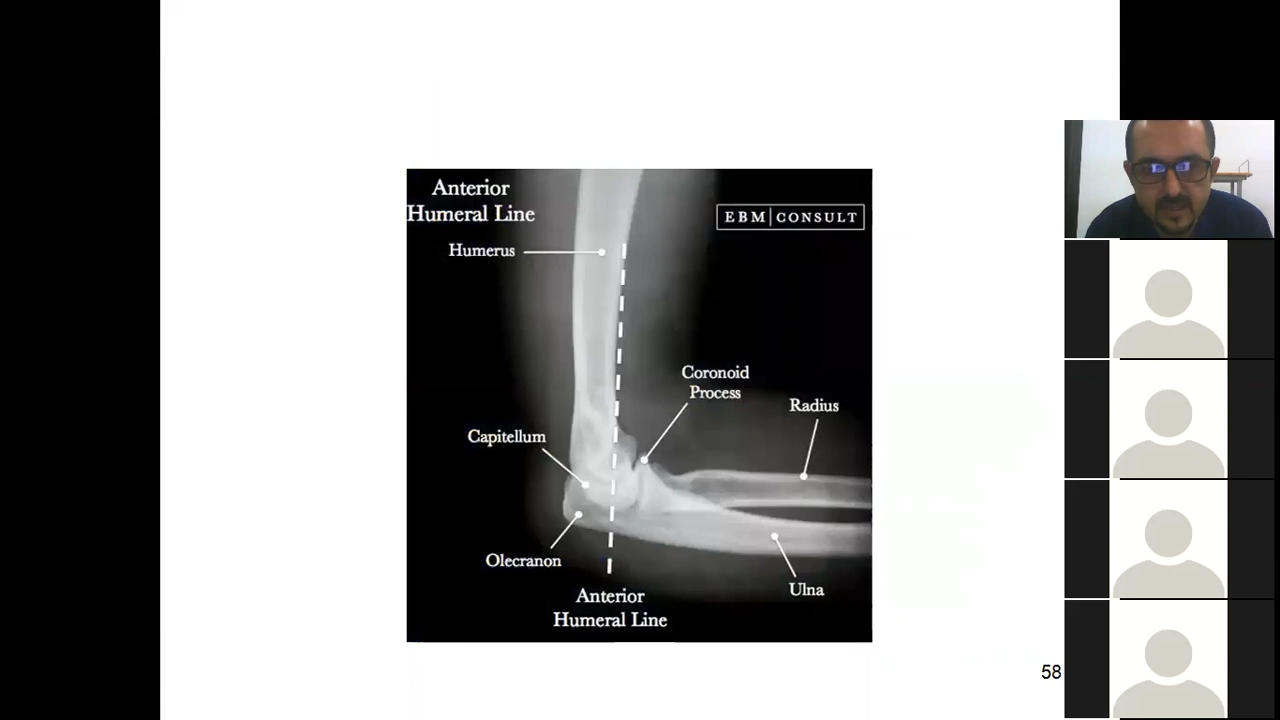 Anterior
Humeral Line
EBM|CONSULT
Humerus
Coronoid
Process
Radius
Capitellum
Olecranon
Ulna
Anterior
Humeral Line
58